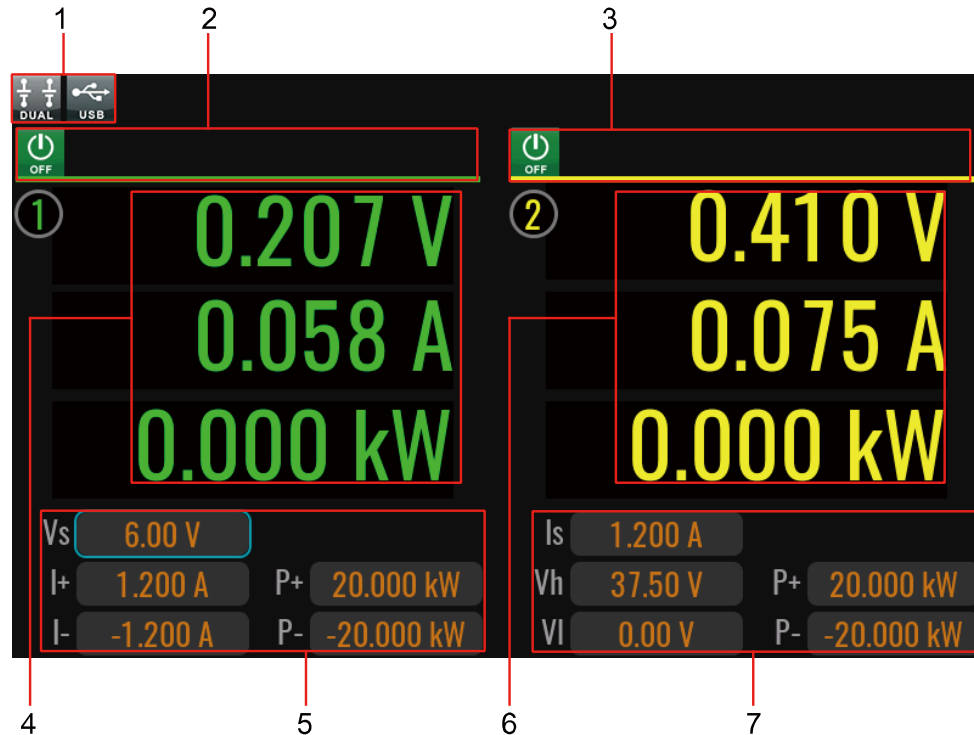 1 2 3
DUAL USB
OFF OFF
1 0.207 V 2 0.410 V
0.058 A 0.075 A
0.000 kW 0.000 kW
Vs 6.00 V Is 1.200 A
I+ 1.200 A P+ 20.000 kW Vh 37.50 V P+ 20.000 kW
I- -1.200 A P- -20.000 kW Vl 0.00 V P- -20.000 kW
4 5 6 7